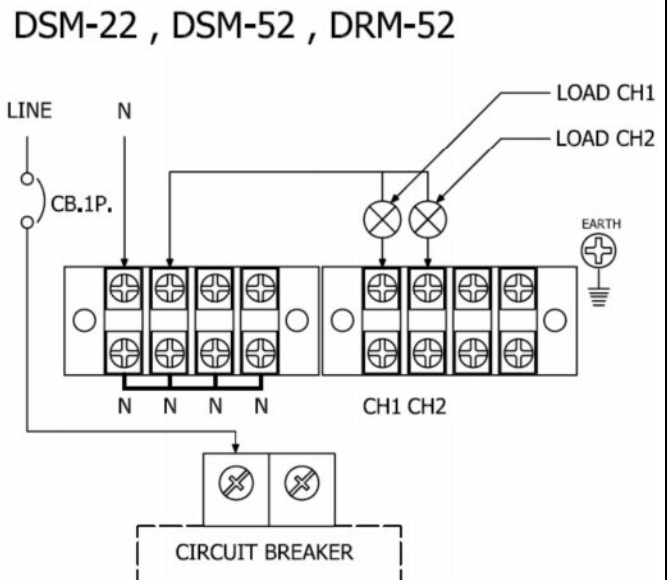 DSM-22 , DSM-52 , DRM-52
LINE N
LOAD CH1
LOAD CH2
CB.1P.
EARTH
N N N N CH1 CH2
CIRCUIT BREAKER